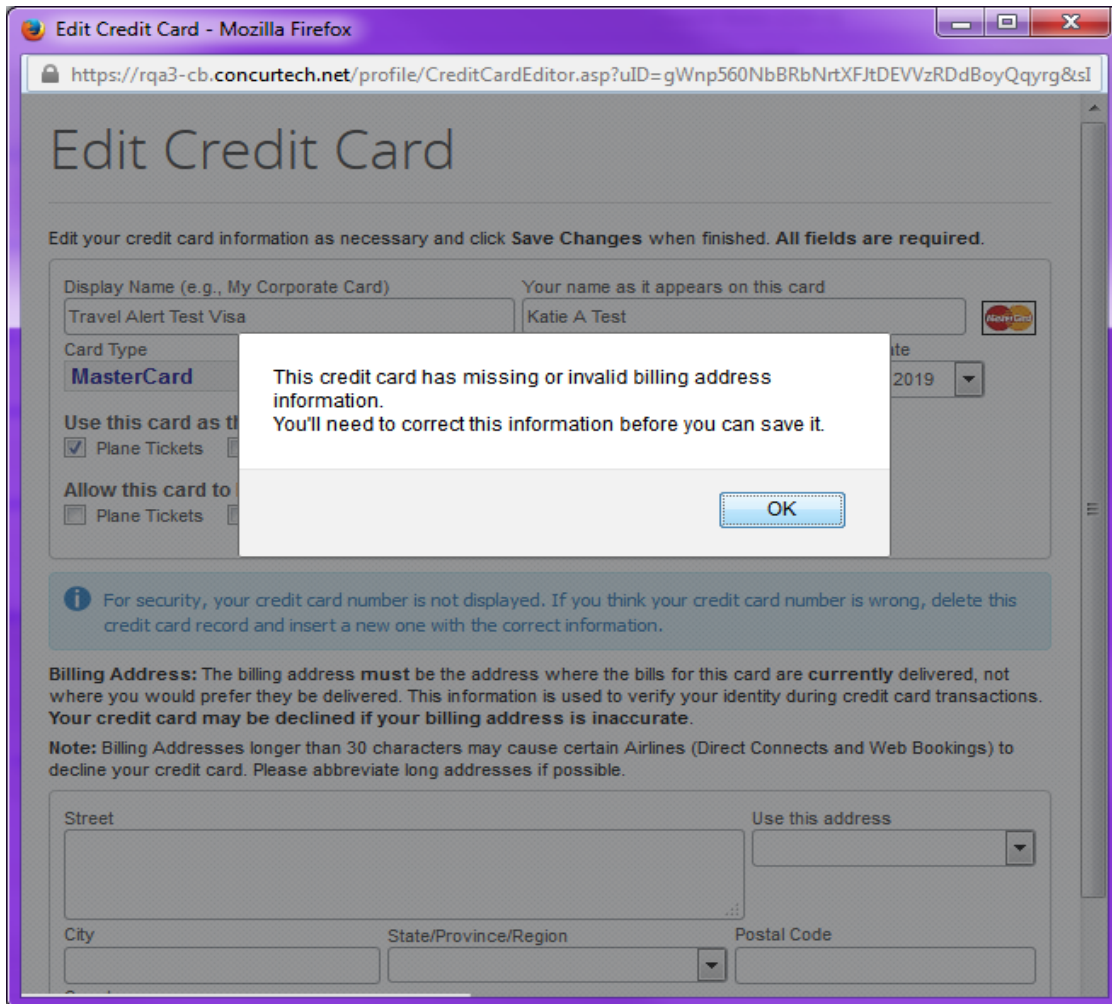 Edit Credit Card - Mozilla Firefox
https://rqa3-cb.concurtech.net/profile/CreditCardEditor.asp?uID=gWnp560NbBRbNrtXFJtDEVVzRDdBoyQqyrg&sI
Edit Credit Card
Edit your credit card information as necessary and click Save Changes when finished. All fields are required.
Display Name (e.g., My Corporate Card) Your name as it appears on this card
Travel Alert Test Visa Katie A Test MasterCard
Card Type ate
MasterCard 2019
This credit card has missing or invalid billing address
information.
You'll need to correct this information before you can save it.
OK
Use this card as th
Plane Tickets
Allow this card to
Plane Tickets
For security, your credit card number is not displayed. If you think your credit card number is wrong, delete this
credit card record and insert a new one with the correct information.
Billing Address: The billing address must be the address where the bills for this card are currently delivered, not
where you would prefer they be delivered. This information is used to verify your identity during credit card transactions.
Your credit card may be declined if your billing address is inaccurate.
Note: Billing Addresses longer than 30 characters may cause certain Airlines (Direct Connects and Web Bookings) to
decline your credit card. Please abbreviate long addresses if possible.
Street Use this address
City State/Province/Region Postal Code